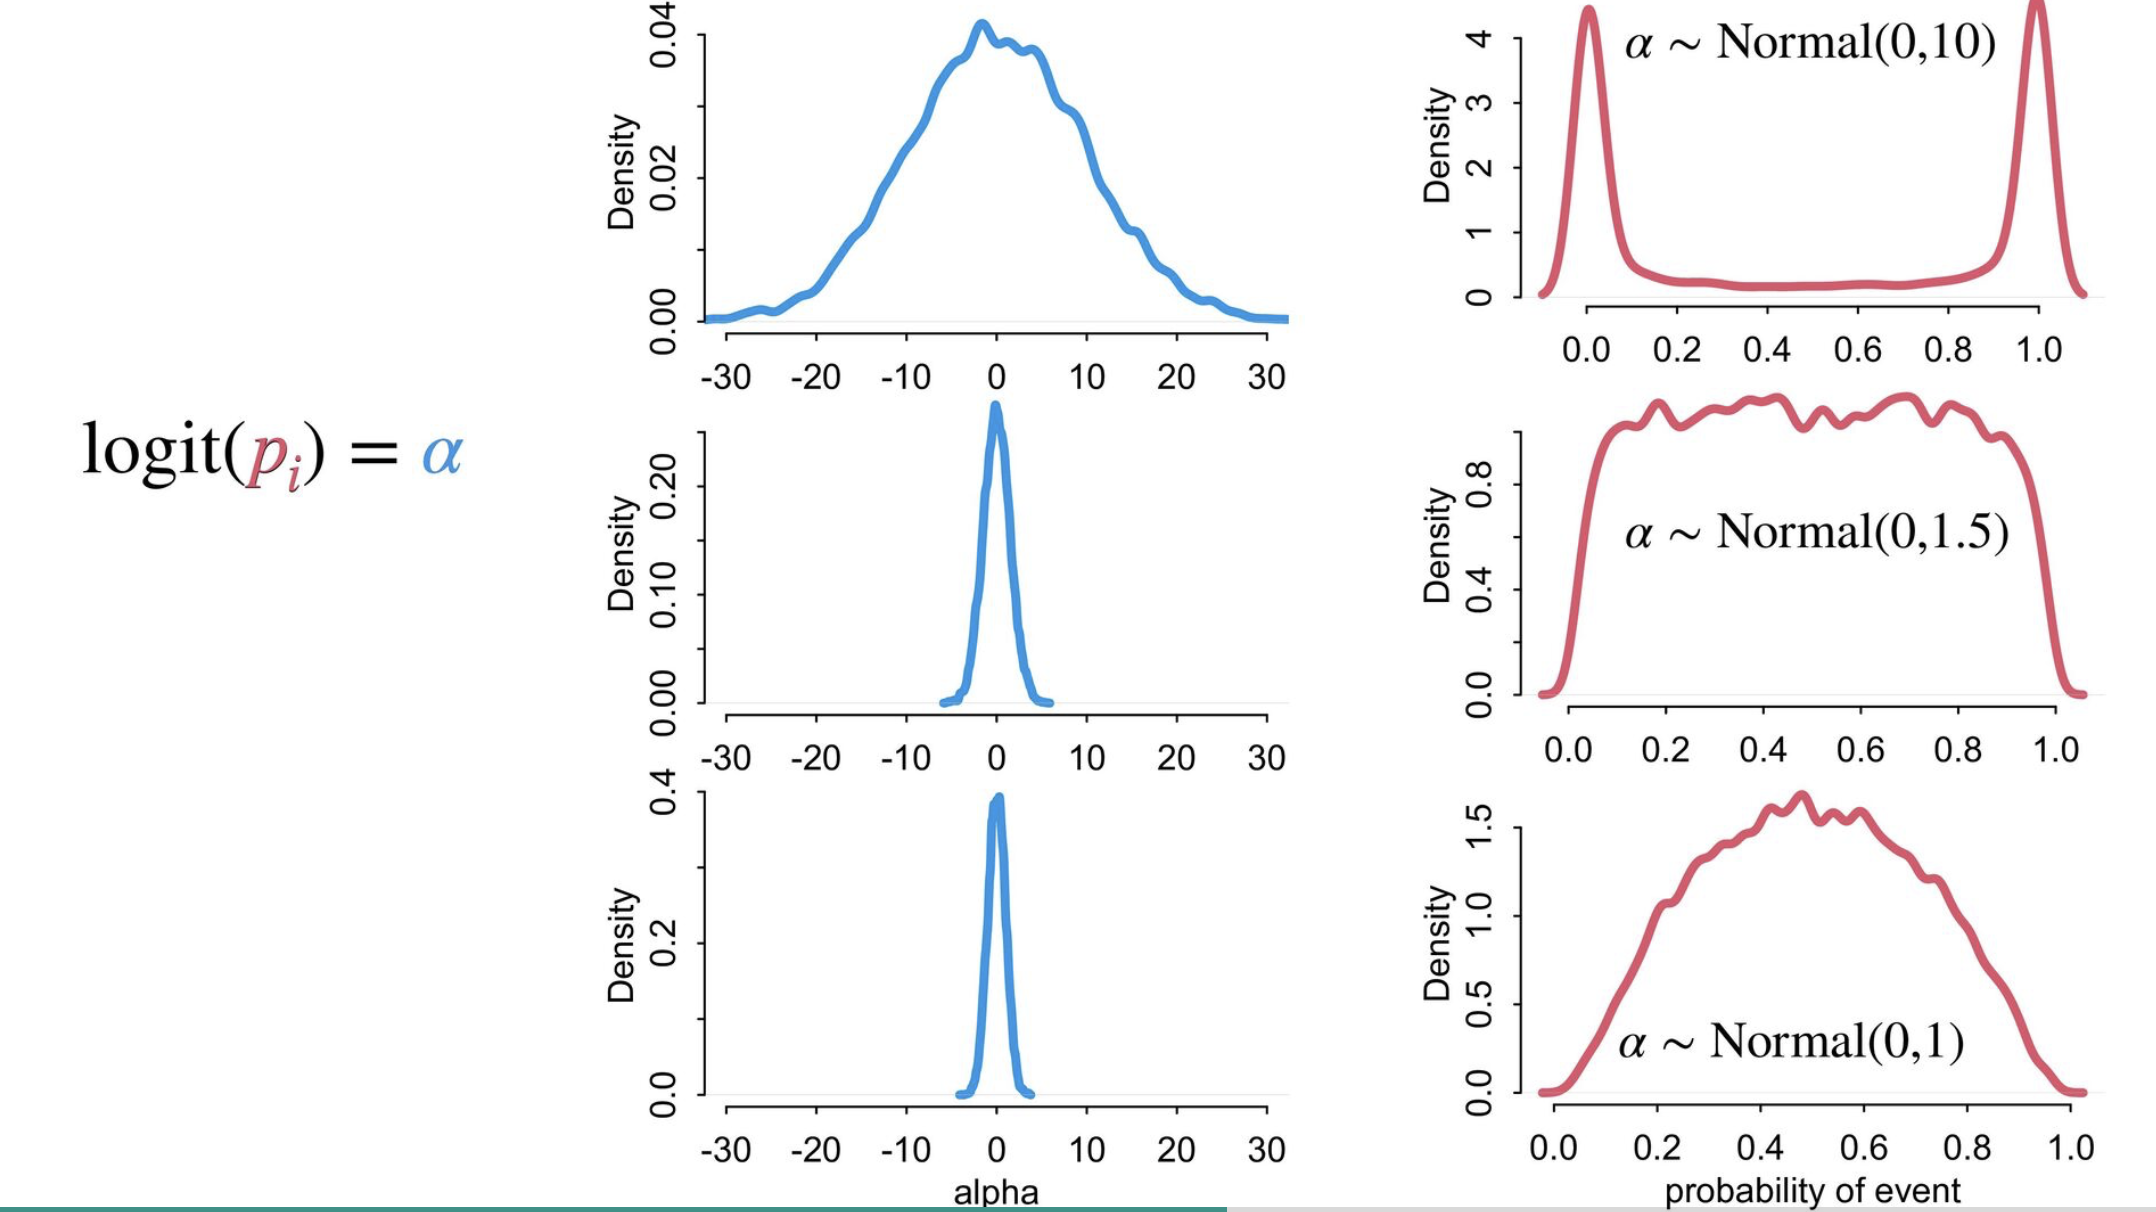 logit(pᵢ) = α
Density
0.00 0.02 0.04
-30 -20 -10 0 10 20 30
α ~ Normal(0,10)
Density
0 1 2 3 4
0.0 0.2 0.4 0.6 0.8 1.0
Density
0.00 0.10 0.20
-30 -20 -10 0 10 20 30
α ~ Normal(0,1.5)
Density
0.0 0.4 0.8
0.0 0.2 0.4 0.6 0.8 1.0
Density
0.0 0.2 0.4
-30 -20 -10 0 10 20 30
alpha
α ~ Normal(0,1)
Density
0.0 0.5 1.0 1.5
0.0 0.2 0.4 0.6 0.8 1.0
probability of event